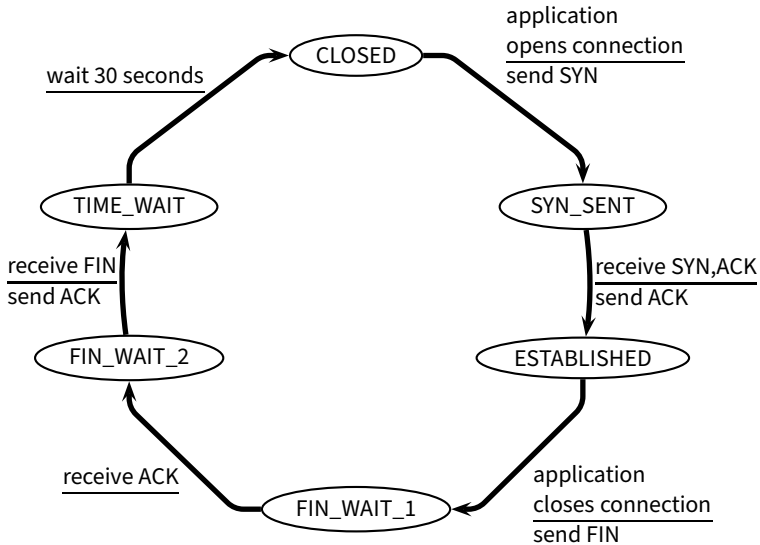 application
CLOSED
opens connection
wait 30 seconds
send SYN
TIME_WAIT
SYN_SENT
receive FIN
send ACK
receive SYN,ACK
send ACK
FIN_WAIT_2
ESTABLISHED
receive ACK
application
closes connection
send FIN
FIN_WAIT_1